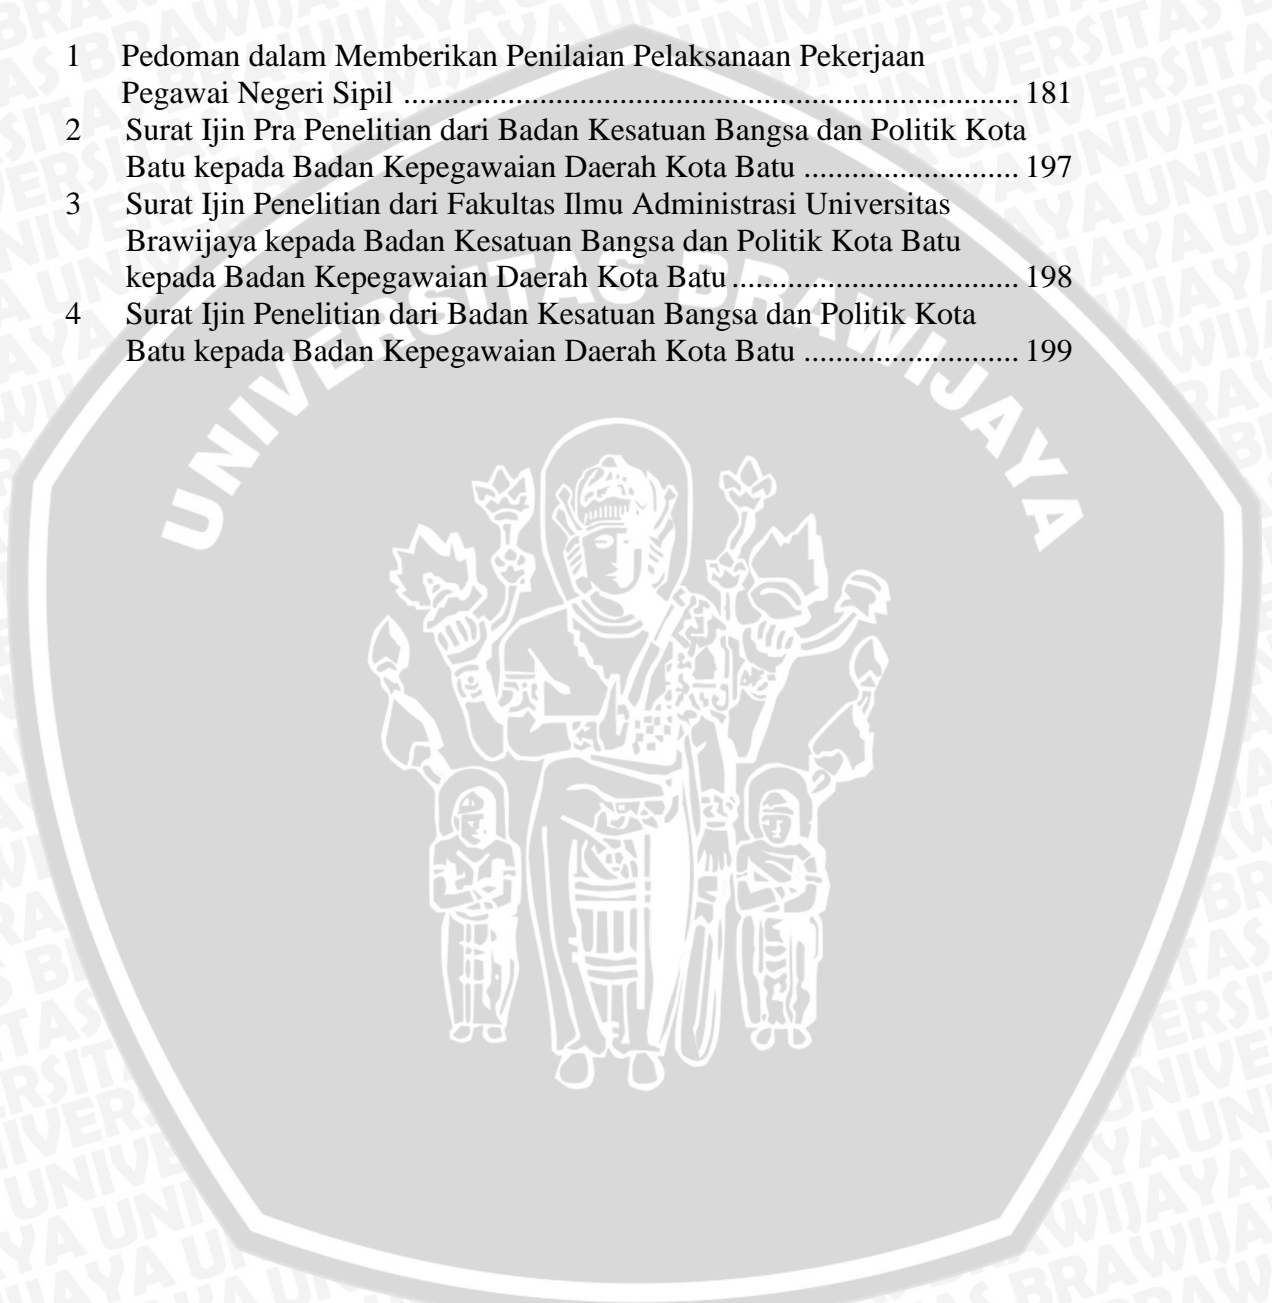 1 Pedoman dalam Memberikan Penilaian Pelaksanaan Pekerjaan
Pegawai Negeri Sipil ................................................................. 181
2 Surat Ijin Pra Penelitian dari Badan Kesatuan Bangsa dan Politik Kota
Batu kepada Badan Kepegawaian Daerah Kota Batu ........................... 197
3 Surat Ijin Penelitian dari Fakultas Ilmu Administrasi Universitas
Brawijaya kepada Badan Kesatuan Bangsa dan Politik Kota Batu
kepada Badan Kepegawaian Daerah Kota Batu .................................... 198
4 Surat Ijin Penelitian dari Badan Kesatuan Bangsa dan Politik Kota
Batu kepada Badan Kepegawaian Daerah Kota Batu ........................... 199
UNIVERSITAS BRAWIJAYA